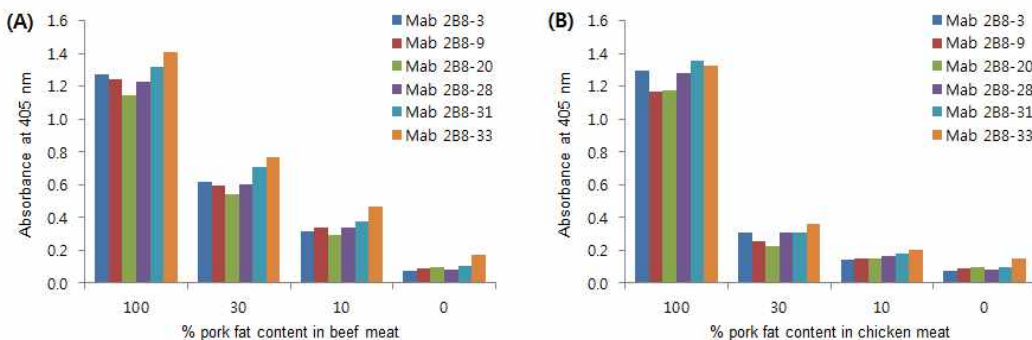 (A)
Absorbance at 405 nm
1.6
1.4
1.2
1.0
0.8
0.6
0.4
0.2
0.0
Mab 2B8-3
Mab 2B8-9
Mab 2B8-20
Mab 2B8-28
Mab 2B8-31
Mab 2B8-33
100 30 10 0
% pork fat content in beef meat
(B)
Absorbance at 405 nm
1.6
1.4
1.2
1.0
0.8
0.6
0.4
0.2
0.0
Mab 2B8-3
Mab 2B8-9
Mab 2B8-20
Mab 2B8-28
Mab 2B8-31
Mab 2B8-33
100 30 10 0
% pork fat content in chicken meat